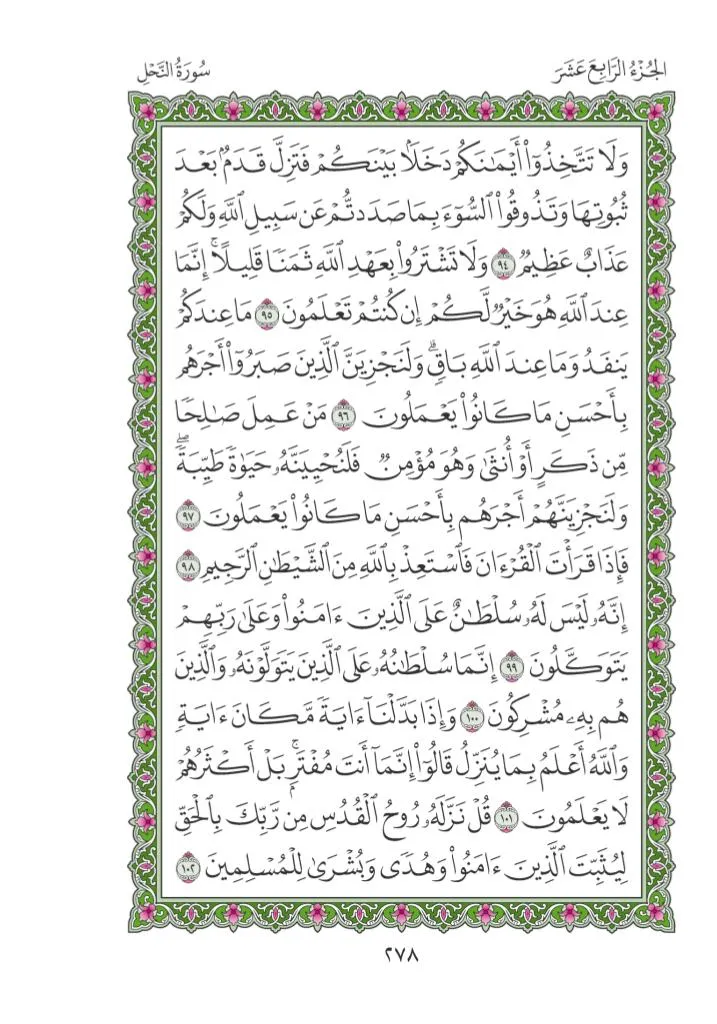 الجُزْءُ الرَّابِعَ عَشَرَ
سُورَةُ النَّحْلِ
وَلَا تَتَّخِذُوٓا۟ أَيْمَـٰنَكُمْ دَخَلًۢا بَيْنَكُمْ فَتَزِلَّ قَدَمٌۢ بَعْدَ
ثُبُوتِهَا وَتَذُوقُوا۟ ٱلسُّوٓءَ بِمَا صَدَدتُّمْ عَن سَبِيلِ ٱللَّهِ وَلَكُمْ
عَذَابٌ عَظِيمٌ ٩٤ وَلَا تَشْتَرُوا۟ بِعَهْدِ ٱللَّهِ ثَمَنًا قَلِيلًا ۚ إِنَّمَا
عِندَ ٱللَّهِ هُوَ خَيْرٌ لَّكُمْ إِن كُنتُمْ تَعْلَمُونَ ٩٥ مَا عِندَكُمْ
يَنفَدُ وَمَا عِندَ ٱللَّهِ بَاقٍ ۗ وَلَنَجْزِيَنَّ ٱلَّذِينَ صَبَرُوٓا۟ أَجْرَهُم
بِأَحْسَنِ مَا كَانُوا۟ يَعْمَلُونَ ٩٦ مَنْ عَمِلَ صَـٰلِحًا
مِّن ذَكَرٍ أَوْ أُنثَىٰ وَهُوَ مُؤْمِنٌ فَلَنُحْيِيَنَّهُۥ حَيَوٰةً طَيِّبَةً ۖ
وَلَنَجْزِيَنَّهُمْ أَجْرَهُم بِأَحْسَنِ مَا كَانُوا۟ يَعْمَلُونَ ٩٧
فَإِذَا قَرَأْتَ ٱلْقُرْءَانَ فَٱسْتَعِذْ بِٱللَّهِ مِنَ ٱلشَّيْطَـٰنِ ٱلرَّجِيمِ ٩٨
إِنَّهُۥ لَيْسَ لَهُۥ سُلْطَـٰنٌ عَلَى ٱلَّذِينَ ءَامَنُوا۟ وَعَلَىٰ رَبِّهِمْ
يَتَوَكَّلُونَ ٩٩ إِنَّمَا سُلْطَـٰنُهُۥ عَلَى ٱلَّذِينَ يَتَوَلَّوْنَهُۥ وَٱلَّذِينَ
هُم بِهِۦ مُشْرِكُونَ ١٠٠ وَإِذَا بَدَّلْنَآ ءَايَةً مَّكَانَ ءَايَةٍ ۙ
وَٱللَّهُ أَعْلَمُ بِمَا يُنَزِّلُ قَالُوٓا۟ إِنَّمَآ أَنتَ مُفْتَرٍۭ ۚ بَلْ أَكْثَرُهُمْ
لَا يَعْلَمُونَ ١٠١ قُلْ نَزَّلَهُۥ رُوحُ ٱلْقُدُسِ مِن رَّبِّكَ بِٱلْحَقِّ
لِيُثَبِّتَ ٱلَّذِينَ ءَامَنُوا۟ وَهُدًى وَبُشْرَىٰ لِلْمُسْلِمِينَ ١٠٢
٢٧٨